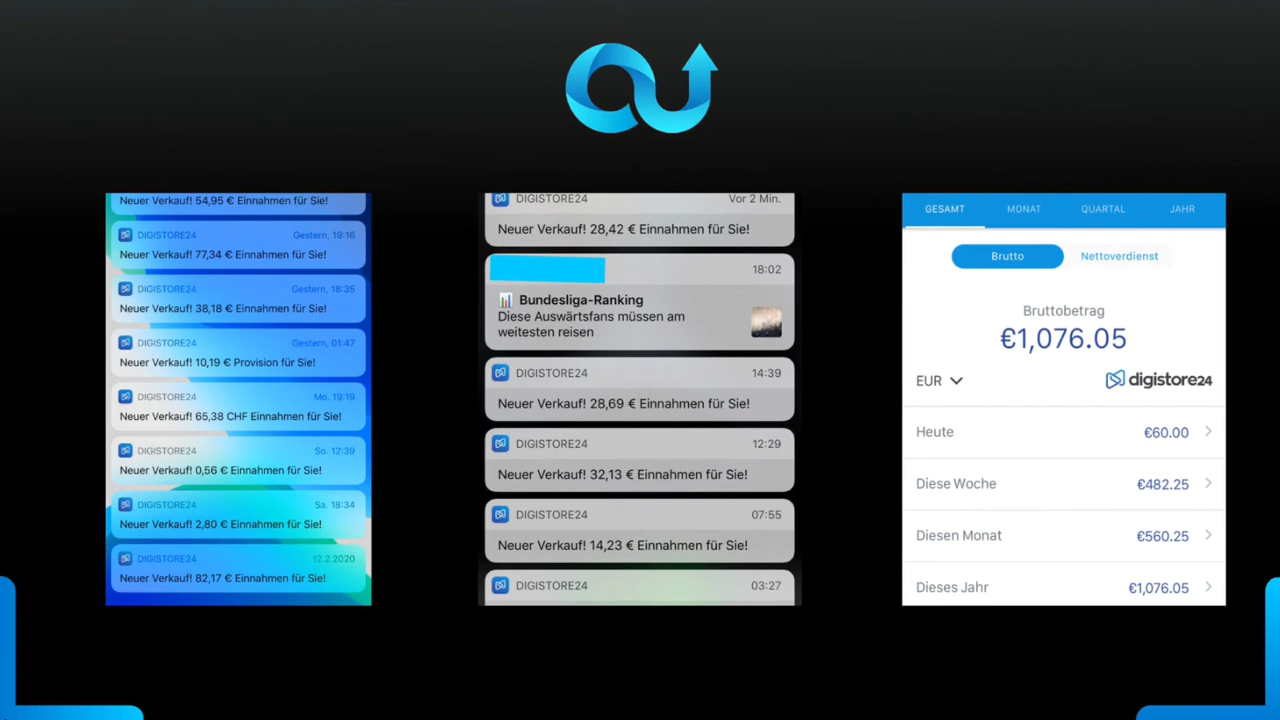 Neuer Verkauf! 54,95 € Einnahmen für Sie!
DIGISTORE24 Gestern, 19:16
Neuer Verkauf! 77,34 € Einnahmen für Sie!
DIGISTORE24 Gestern, 18:35
Neuer Verkauf! 38,18 € Einnahmen für Sie!
DIGISTORE24 Gestern, 01:47
Neuer Verkauf! 10,19 € Provision für Sie!
DIGISTORE24 Mo. 19:19
Neuer Verkauf! 65,38 CHF Einnahmen für Sie!
DIGISTORE24 So. 12:39
Neuer Verkauf! 0,56 € Einnahmen für Sie!
DIGISTORE24 Sa. 18:34
Neuer Verkauf! 2,80 € Einnahmen für Sie!
DIGISTORE24 12.2.2020
Neuer Verkauf! 82,17 € Einnahmen für Sie!
DIGISTORE24 Vor 2 Min.
Neuer Verkauf! 28,42 € Einnahmen für Sie!
18:02
Bundesliga-Ranking
Diese Auswärtsfans müssen am
weitesten reisen
DIGISTORE24 14:39
Neuer Verkauf! 28,69 € Einnahmen für Sie!
DIGISTORE24 12:29
Neuer Verkauf! 32,13 € Einnahmen für Sie!
DIGISTORE24 07:55
Neuer Verkauf! 14,23 € Einnahmen für Sie!
DIGISTORE24 03:27
GESAMT MONAT QUARTAL JAHR
Brutto Nettoverdienst
Bruttobetrag
€1,076.05
EUR digistore24
Heute €60.00
Diese Woche €482.25
Diesen Monat €560.25
Dieses Jahr €1,076.05